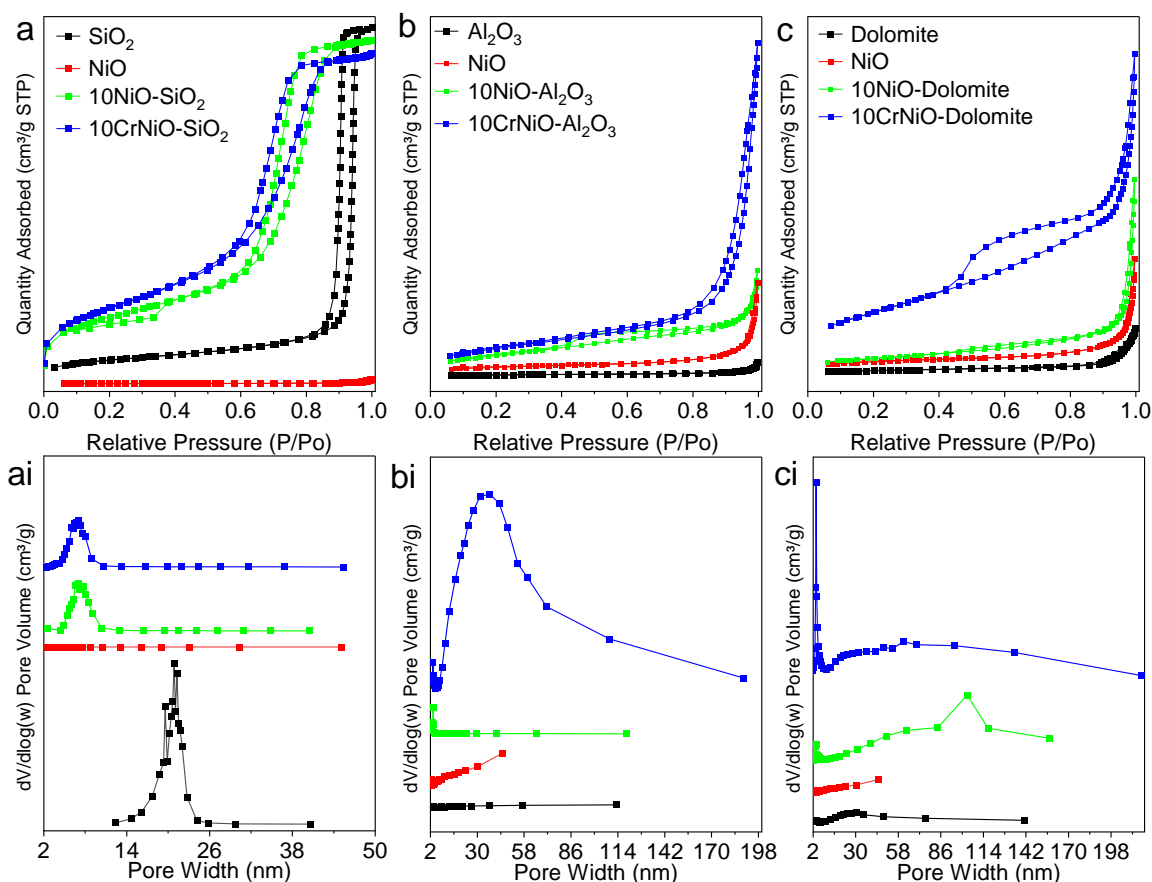 a
SiO₂
NiO
10NiO-SiO₂
10CrNiO-SiO₂
Quantity Adsorbed (cm³/g STP)
0.0 0.2 0.4 0.6 0.8 1.0
Relative Pressure (P/Po)
b
Al₂O₃
NiO
10NiO-Al₂O₃
10CrNiO-Al₂O₃
Quantity Adsorbed (cm³/g STP)
0.0 0.2 0.4 0.6 0.8 1.0
Relative Pressure (P/Po)
c
Dolomite
NiO
10NiO-Dolomite
10CrNiO-Dolomite
Quantity Adsorbed (cm³/g STP)
0.0 0.2 0.4 0.6 0.8 1.0
Relative Pressure (P/Po)
ai
dV/dlog(w) Pore Volume (cm³/g)
2 14 26 38 50
Pore Width (nm)
bi
dV/dlog(w) Pore Volume (cm³/g)
2 30 58 86 114 142 170 198
Pore Width (nm)
ci
dV/dlog(w) Pore Volume (cm³/g)
2 30 58 86 114 142 170 198
Pore Width (nm)